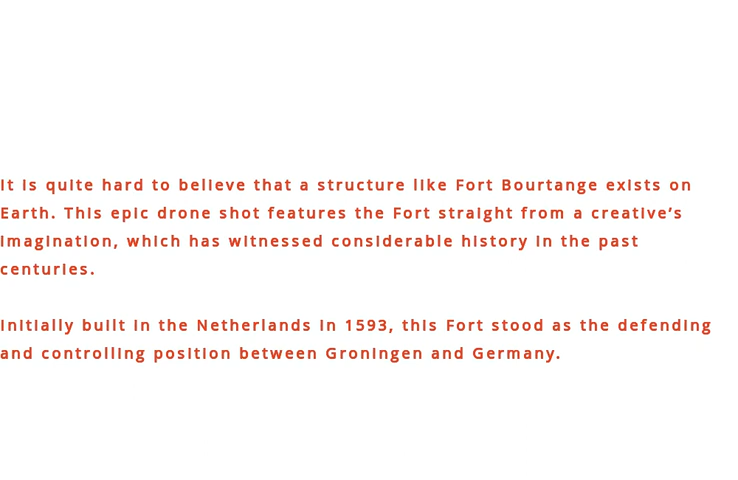 It is quite hard to believe that a structure like Fort Bourtange exists on
Earth. This epic drone shot features the Fort straight from a creative’s
imagination, which has witnessed considerable history in the past
centuries.
Initially built in the Netherlands in 1593, this Fort stood as the defending
and controlling position between Groningen and Germany.